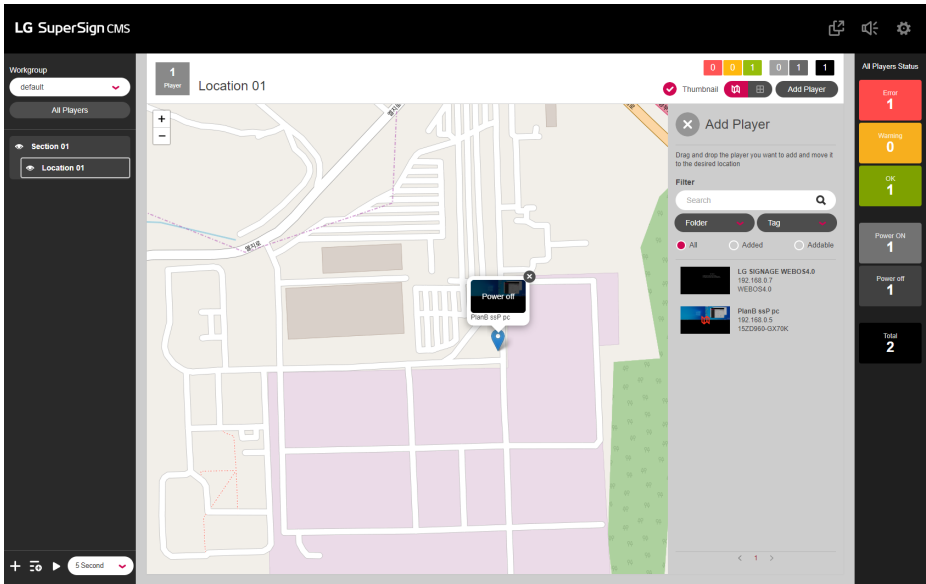 LG SuperSign CMS
Workgroup
default
All Players
Section 01
Location 01
5 Second
1
Player
Location 01
0 0 1 0 1 1
Thumbnail
Add Player
+
−
Power off
PlanB ssP pc
Add Player
Drag and drop the player you want to add and move it
to the desired location
Filter
Search
Folder
Tag
All
Added
Addable
LG SIGNAGE WEBOS4.0
192.168.0.7
WEBOS4.0
PlanB ssP pc
192.168.0.5
15ZD960-GX70K
< 1 >
All Players Status
Error
1
Warning
0
OK
1
Power ON
1
Power off
1
Total
2